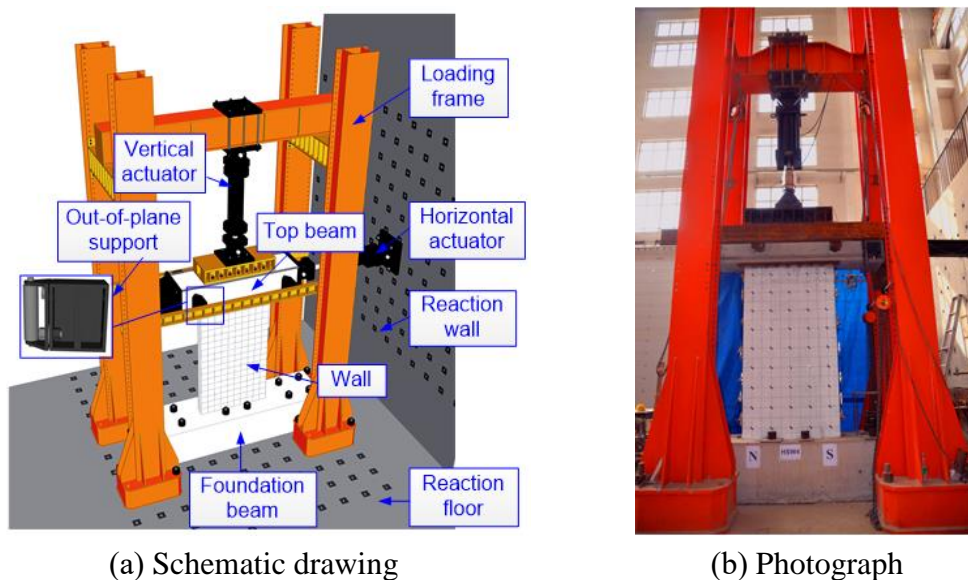 Loading
frame
Vertical
actuator
Out-of-plane
support
Top beam
Horizontal
actuator
Reaction
wall
Wall
Foundation
beam
Reaction
floor
N
HSW4
S
(a) Schematic drawing
(b) Photograph